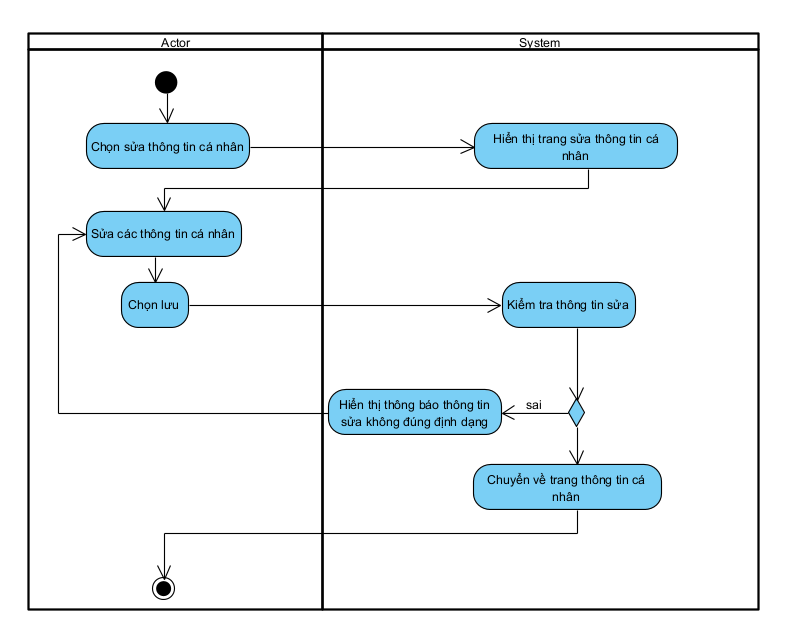 Actor
System
Chọn sửa thông tin cá nhân
Hiển thị trang sửa thông tin cá
nhân
Sửa các thông tin cá nhân
Chọn lưu
Kiểm tra thông tin sửa
Hiển thị thông báo thông tin
sửa không đúng định dạng
sai
Chuyển về trang thông tin cá
nhân